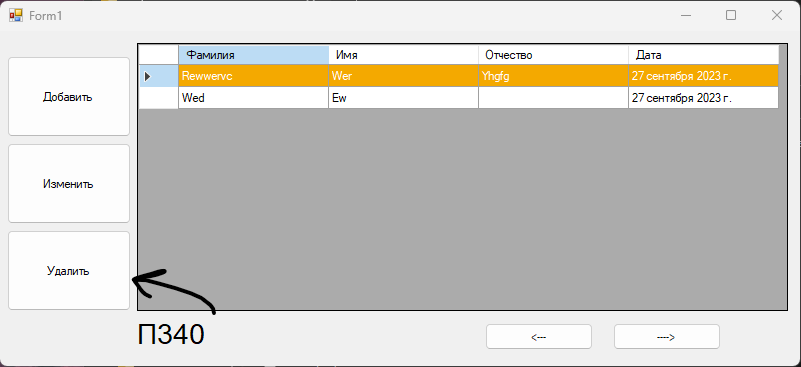 Form1
Фамилия Имя Отчество Дата
Rewwervc Wer Yhgfg 27 сентября 2023 г.
Wed Ew 27 сентября 2023 г.
Добавить
Изменить
Удалить
П340
<--- ---->